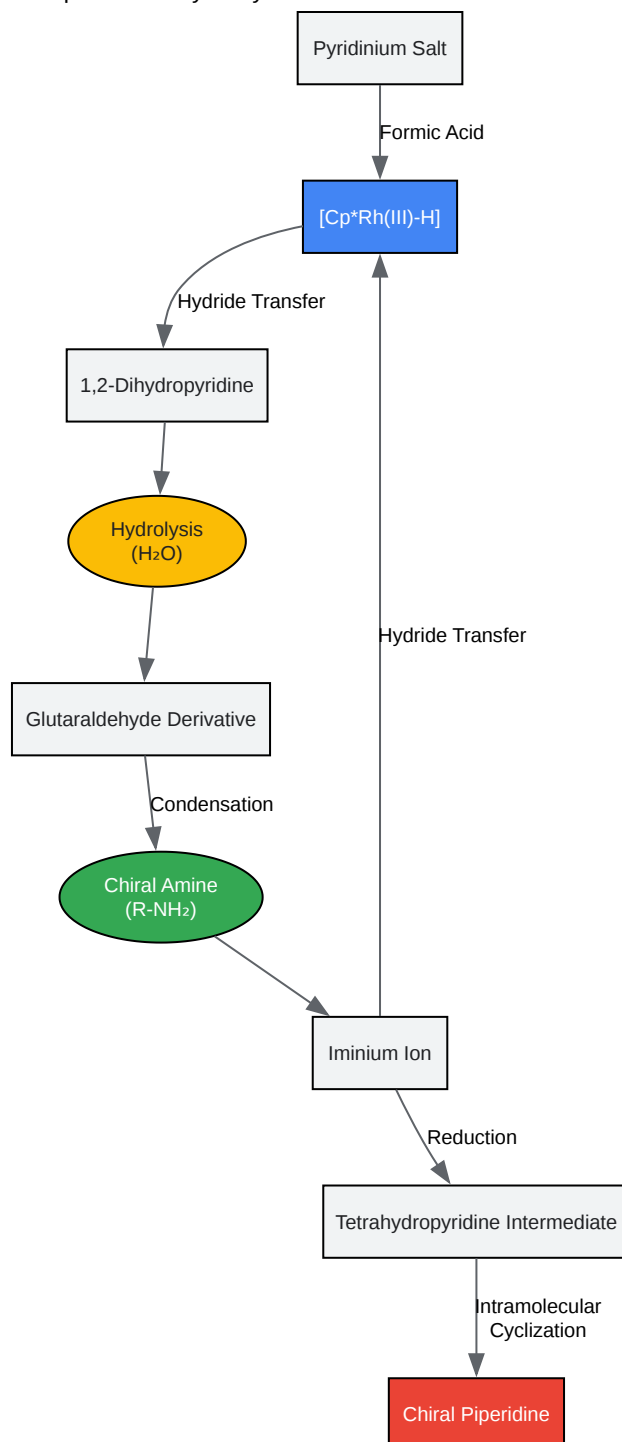 Pyridinium Salt
Formic Acid
[Cp*Rh(III)-H]
Hydride Transfer
1,2-Dihydropyridine
Hydrolysis
(H₂O)
Hydride Transfer
Glutaraldehyde Derivative
Condensation
Chiral Amine
(R-NH₂)
Iminium Ion
Reduction
Tetrahydropyridine Intermediate
Intramolecular
Cyclization
Chiral Piperidine